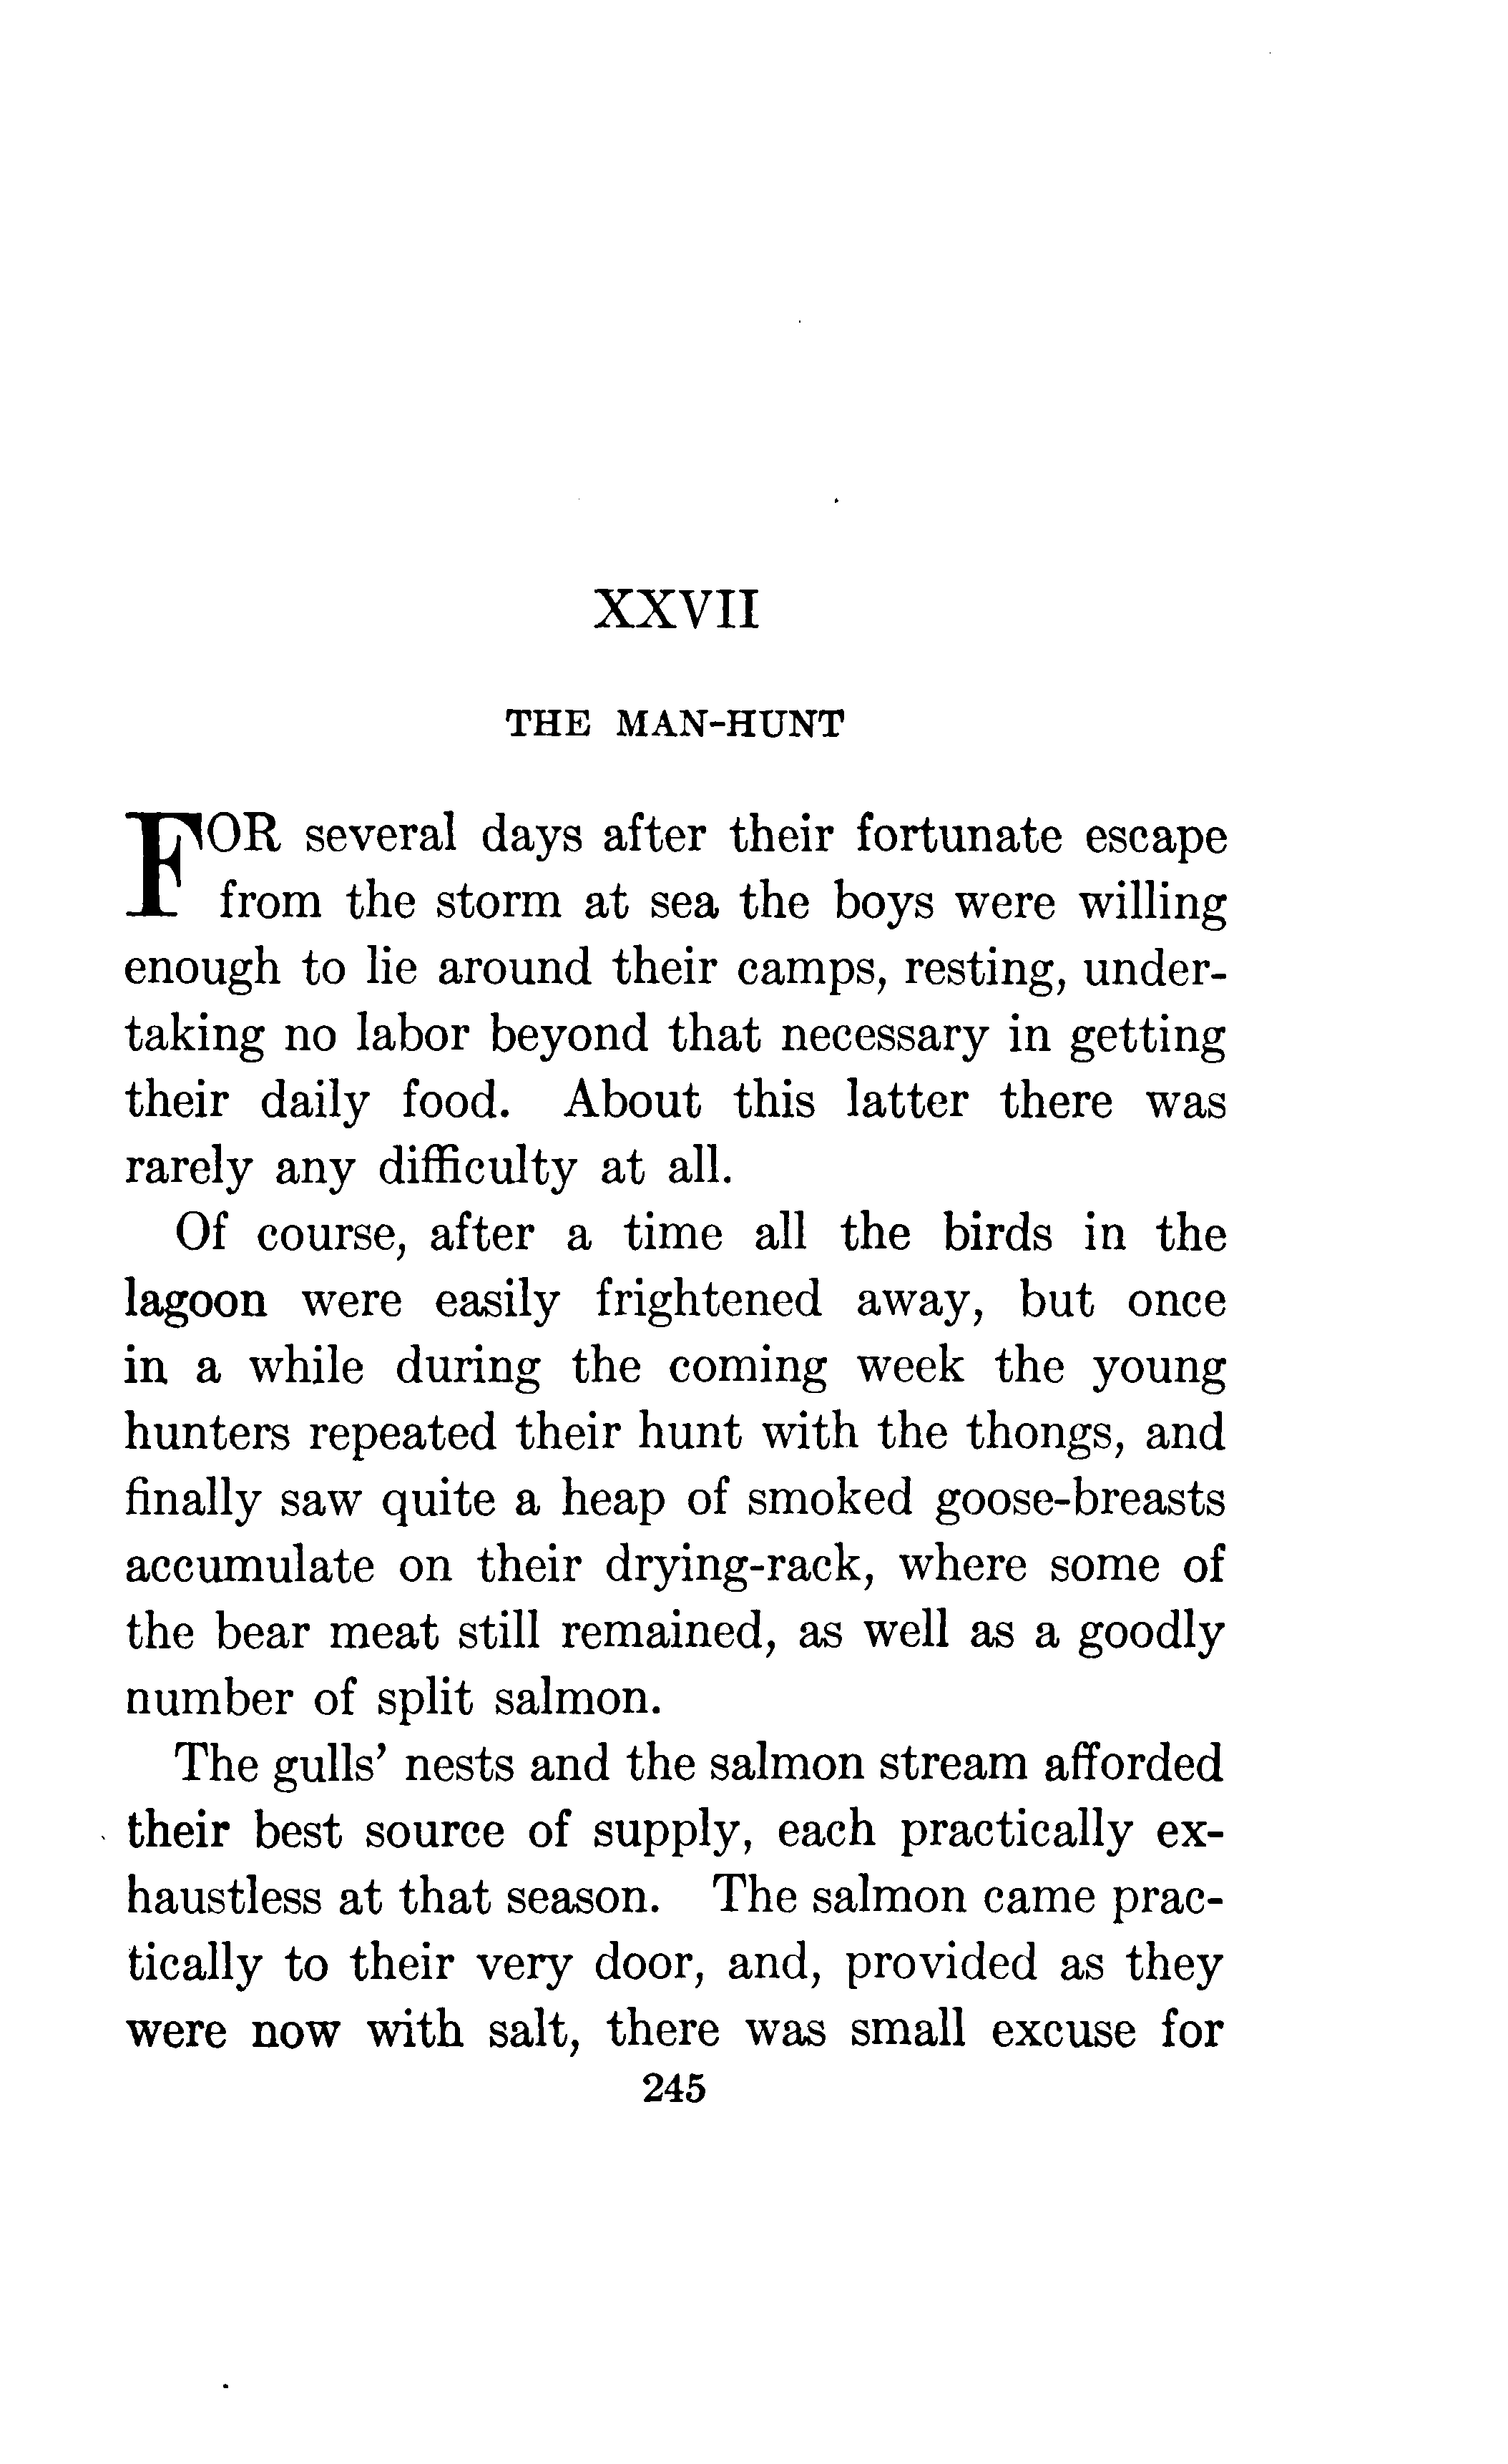 XXVII
THE MAN-HUNT
FOR several days after their fortunate escape
from the storm at sea the boys were willing
enough to lie around their camps, resting, under-
taking no labor beyond that necessary in getting
their daily food. About this latter there was
rarely any difficulty at all.
Of course, after a time all the birds in the
lagoon were easily frightened away, but once
in a while during the coming week the young
hunters repeated their hunt with the thongs, and
finally saw quite a heap of smoked goose-breasts
accumulate on their drying-rack, where some of
the bear meat still remained, as well as a goodly
number of split salmon.
The gulls' nests and the salmon stream afforded
their best source of supply, each practically ex-
haustless at that season. The salmon came prac-
tically to their very door, and, provided as they
were now with salt, there was small excuse for
245